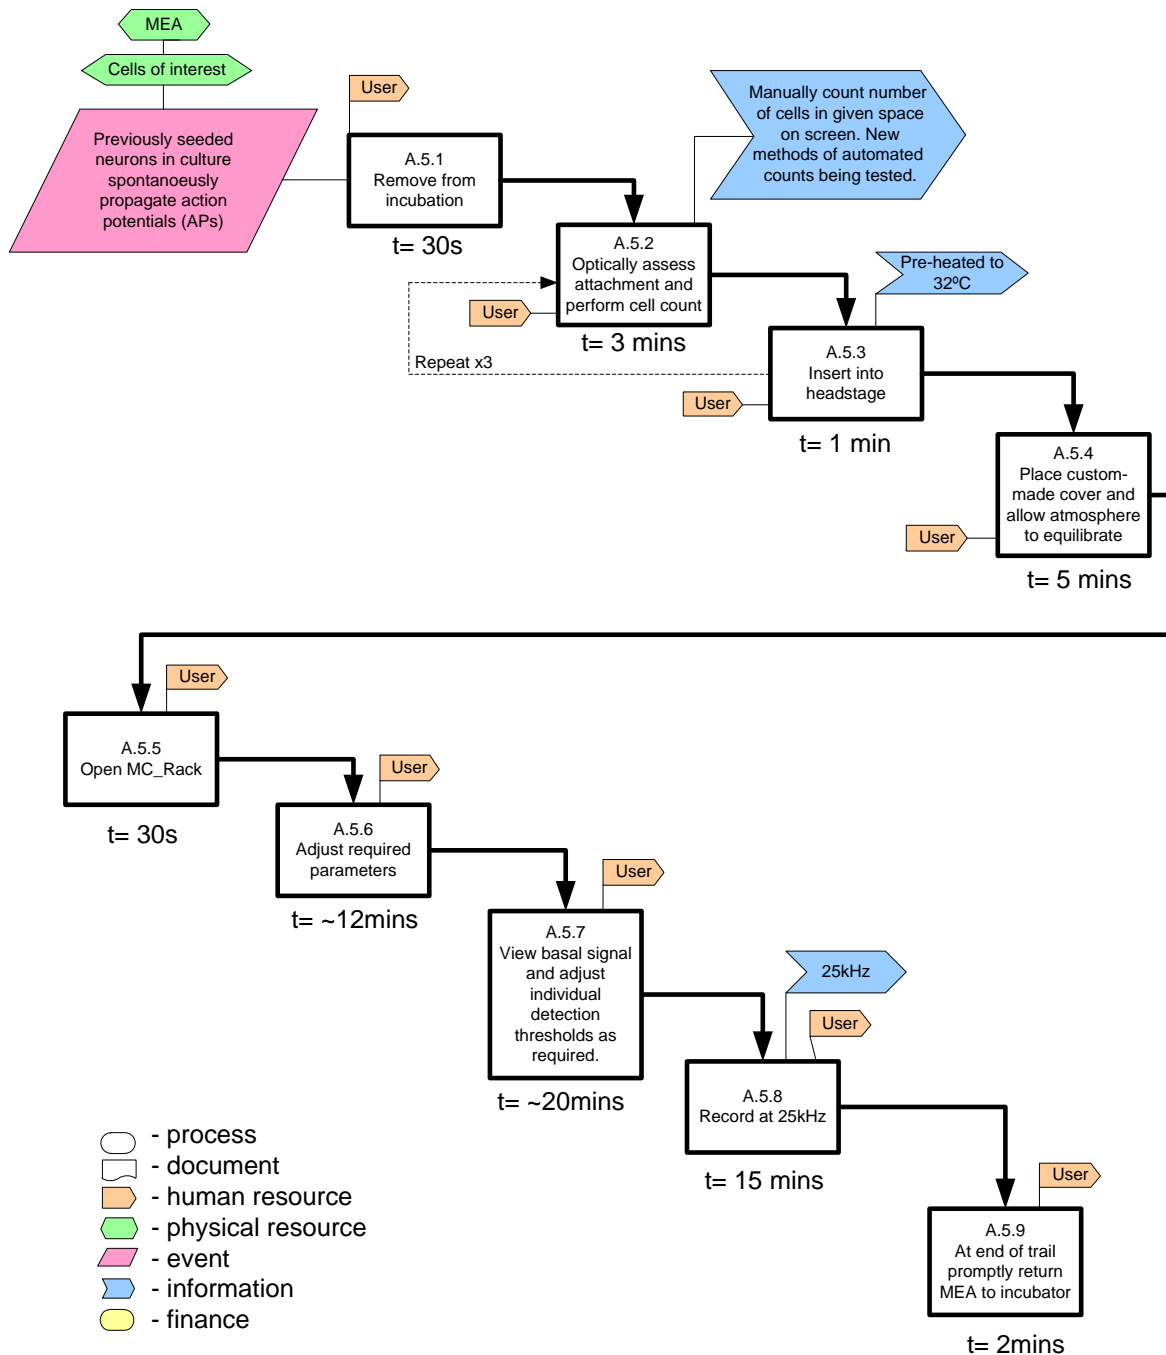 MEA
Cells of interest
Previously seeded
neurons in culture
spontanoeusly
propagate action
potentials (APs)
User
A.5.1
Remove from
incubation
t= 30s
Manually count number
of cells in given space
on screen. New
methods of automated
counts being tested.
A.5.2
Optically assess
attachment and
perform cell count
User
t= 3 mins
Repeat x3
Pre-heated to
32ºC
A.5.3
Insert into
headstage
User
t= 1 min
A.5.4
Place custom-
made cover and
allow atmosphere
to equilibrate
User
t= 5 mins
User
A.5.5
Open MC_Rack
t= 30s
User
A.5.6
Adjust required
parameters
t= ~12mins
User
A.5.7
View basal signal
and adjust
individual
detection
thresholds as
required.
t= ~20mins
25kHz
User
A.5.8
Record at 25kHz
t= 15 mins
User
A.5.9
At end of trail
promptly return
MEA to incubator
t= 2mins
- process
- document
- human resource
- physical resource
- event
- information
- finance